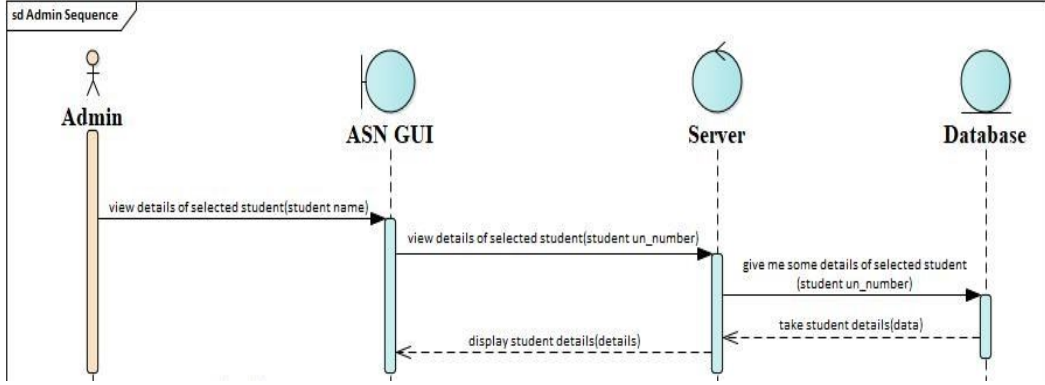 sd Admin Sequence
Admin
ASN GUI
Server
Database
view details of selected student(student name)
view details of selected student(student un_number)
give me some details of selected student
(student un_number)
take student details(data)
display student details(details)